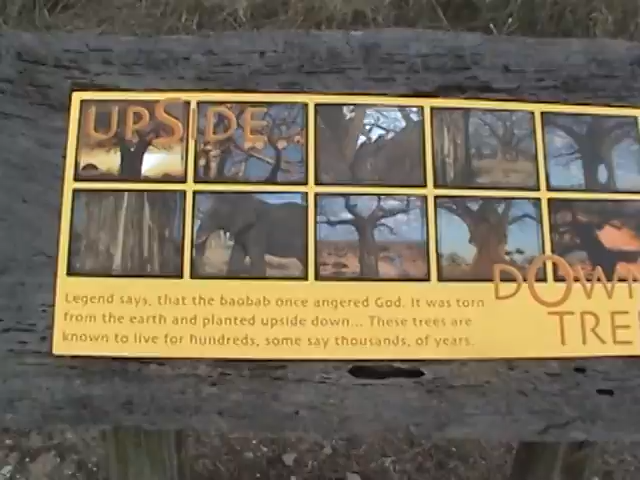 UPSIDE
DOWN
TREE
Legend says, that the baobab once angered God. It was torn
from the earth and planted upside down... These trees are
known to live for hundreds, some say thousands, of years.